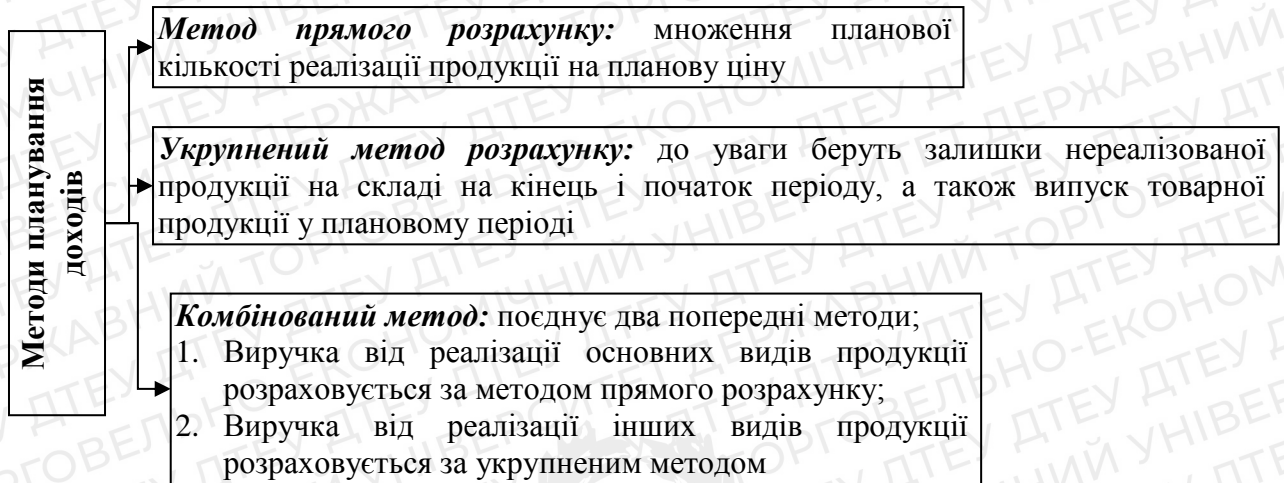 Методи планування
доходів
Метод прямого розрахунку: множення планової
кількості реалізації продукції на планову ціну
Укрупнений метод розрахунку: до уваги беруть залишки нереалізованої
продукції на складі на кінець і початок періоду, а також випуск товарної
продукції у плановому періоді
Комбінований метод: поєднує два попередні методи;
1. Виручка від реалізації основних видів продукції
розраховується за методом прямого розрахунку;
2. Виручка від реалізації інших видів продукції
розраховується за укрупненим методом